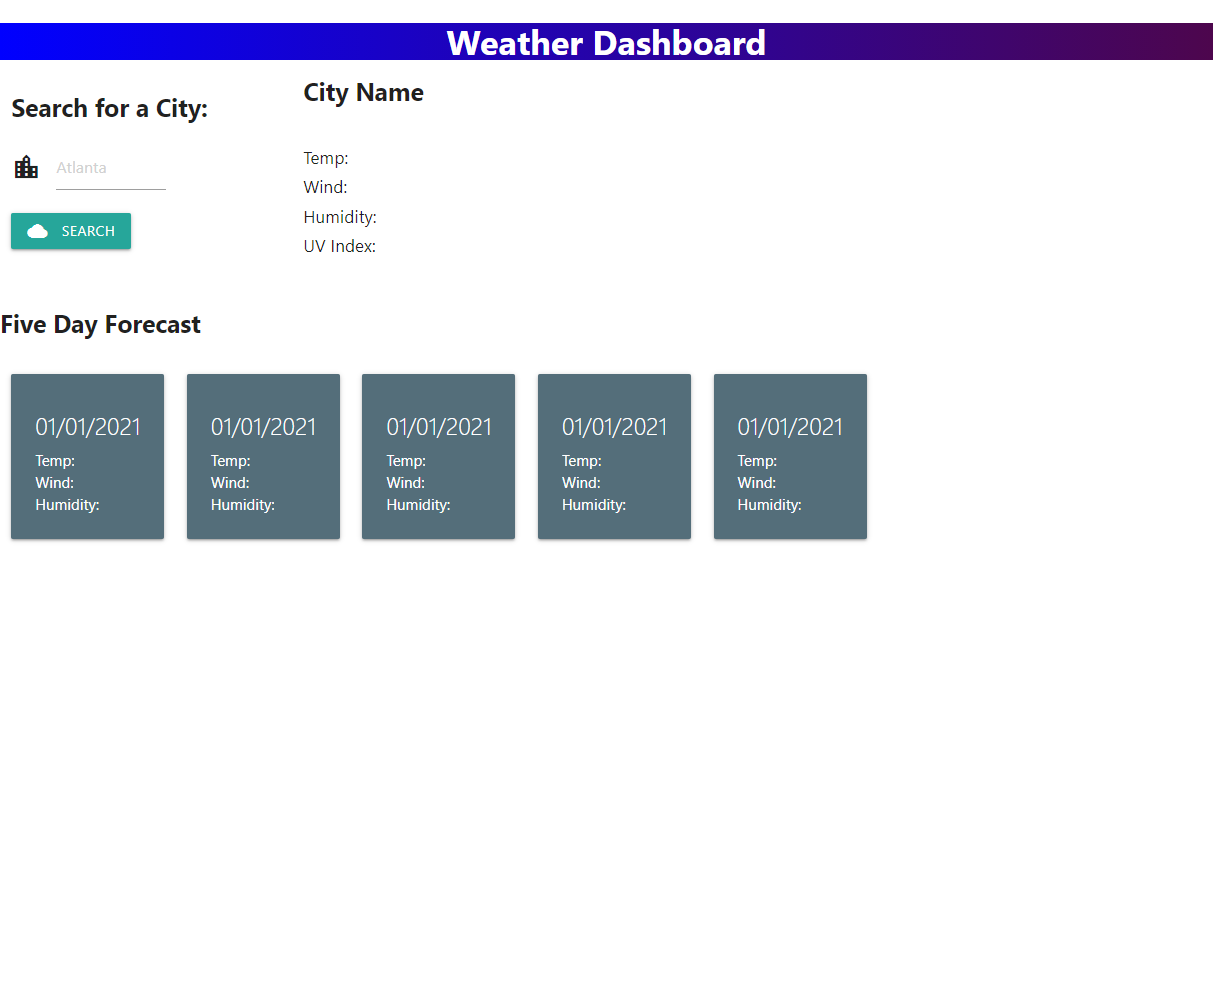 Weather Dashboard
Search for a City:
Atlanta
SEARCH
City Name
Temp:
Wind:
Humidity:
UV Index:
Five Day Forecast
01/01/2021
Temp:
Wind:
Humidity:
01/01/2021
Temp:
Wind:
Humidity:
01/01/2021
Temp:
Wind:
Humidity:
01/01/2021
Temp:
Wind:
Humidity:
01/01/2021
Temp:
Wind:
Humidity: